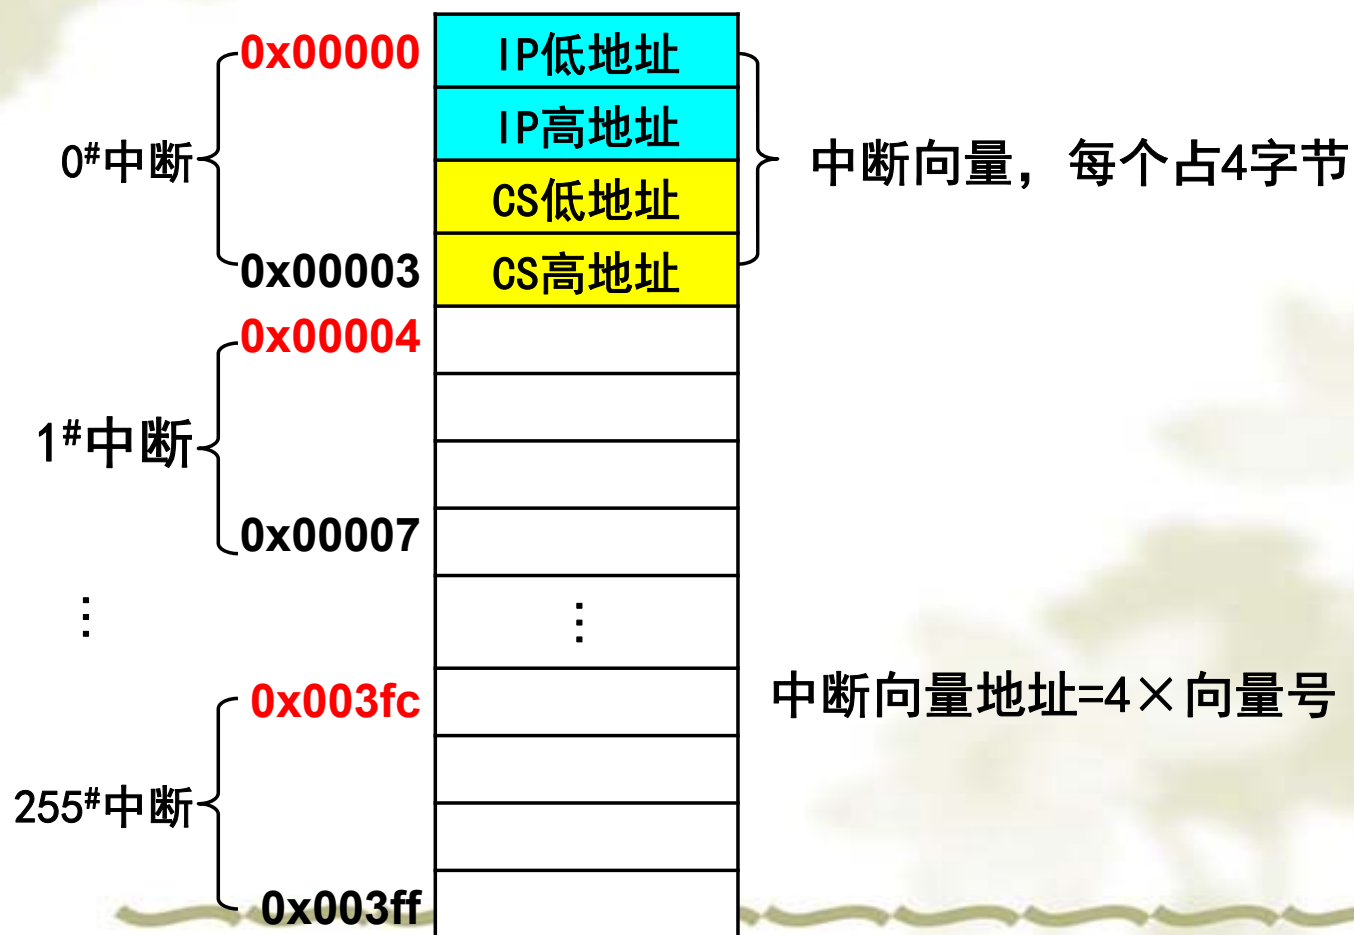 0x00000
IP低地址
IP高地址
0#中断
中断向量，每个占4字节
CS低地址
0x00003
CS高地址
0x00004
1#中断
0x00007
⋮
⋮
0x003fc
中断向量地址=4×向量号
255#中断
0x003ff